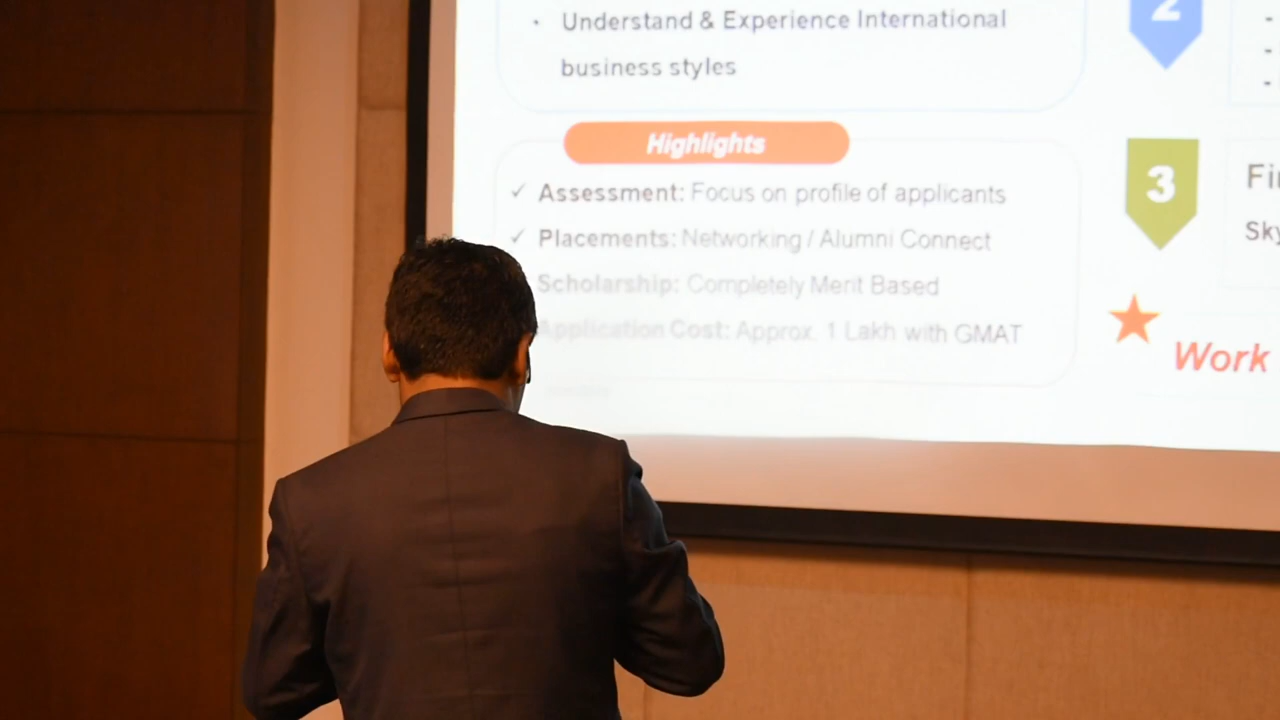 Understand & Experience International
business styles
2
Highlights
✓ Assessment: Focus on profile of applicants
✓ Placements: Networking / Alumni Connect
Scholarship: Completely Merit Based
Application Cost: Approx. 1 Lakh with GMAT
3
Work